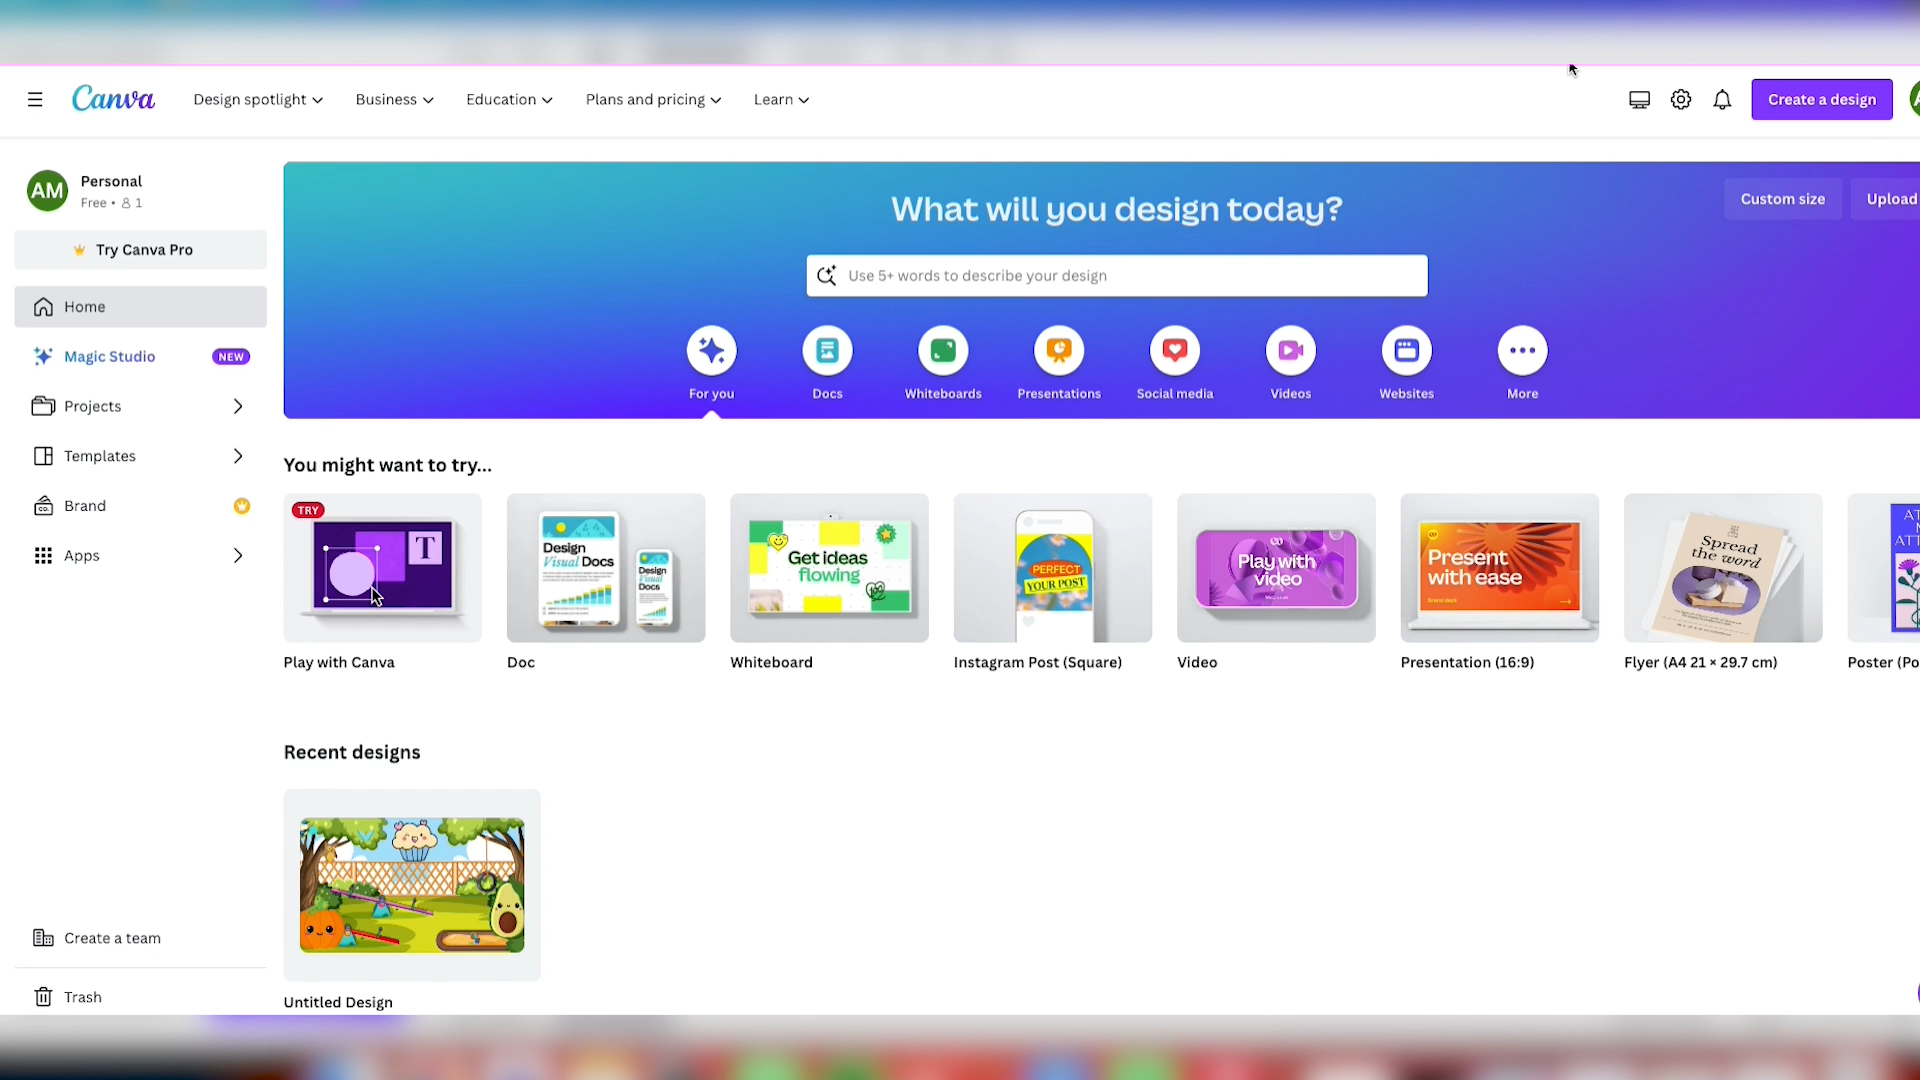 Canva
Design spotlight
Business
Education
Plans and pricing
Learn
Create a design
AM
Personal
Free • 1
Try Canva Pro
Home
Magic Studio
NEW
Projects
Templates
Brand
Apps
Create a team
Trash
What will you design today?
Custom size
Upload
Use 5+ words to describe your design
For you
Docs
Whiteboards
Presentations
Social media
Videos
Websites
More
You might want to try...
TRY
T
Play with Canva
Design
Visual Docs
Design
Visual
Docs
Doc
Get ideas
flowing
Whiteboard
PERFECT
YOUR POST
Instagram Post (Square)
Play with
video
Video
Present
with ease
Presentation (16:9)
Spread
the word
Flyer (A4 21 × 29.7 cm)
Poster (Po
Recent designs
Untitled Design